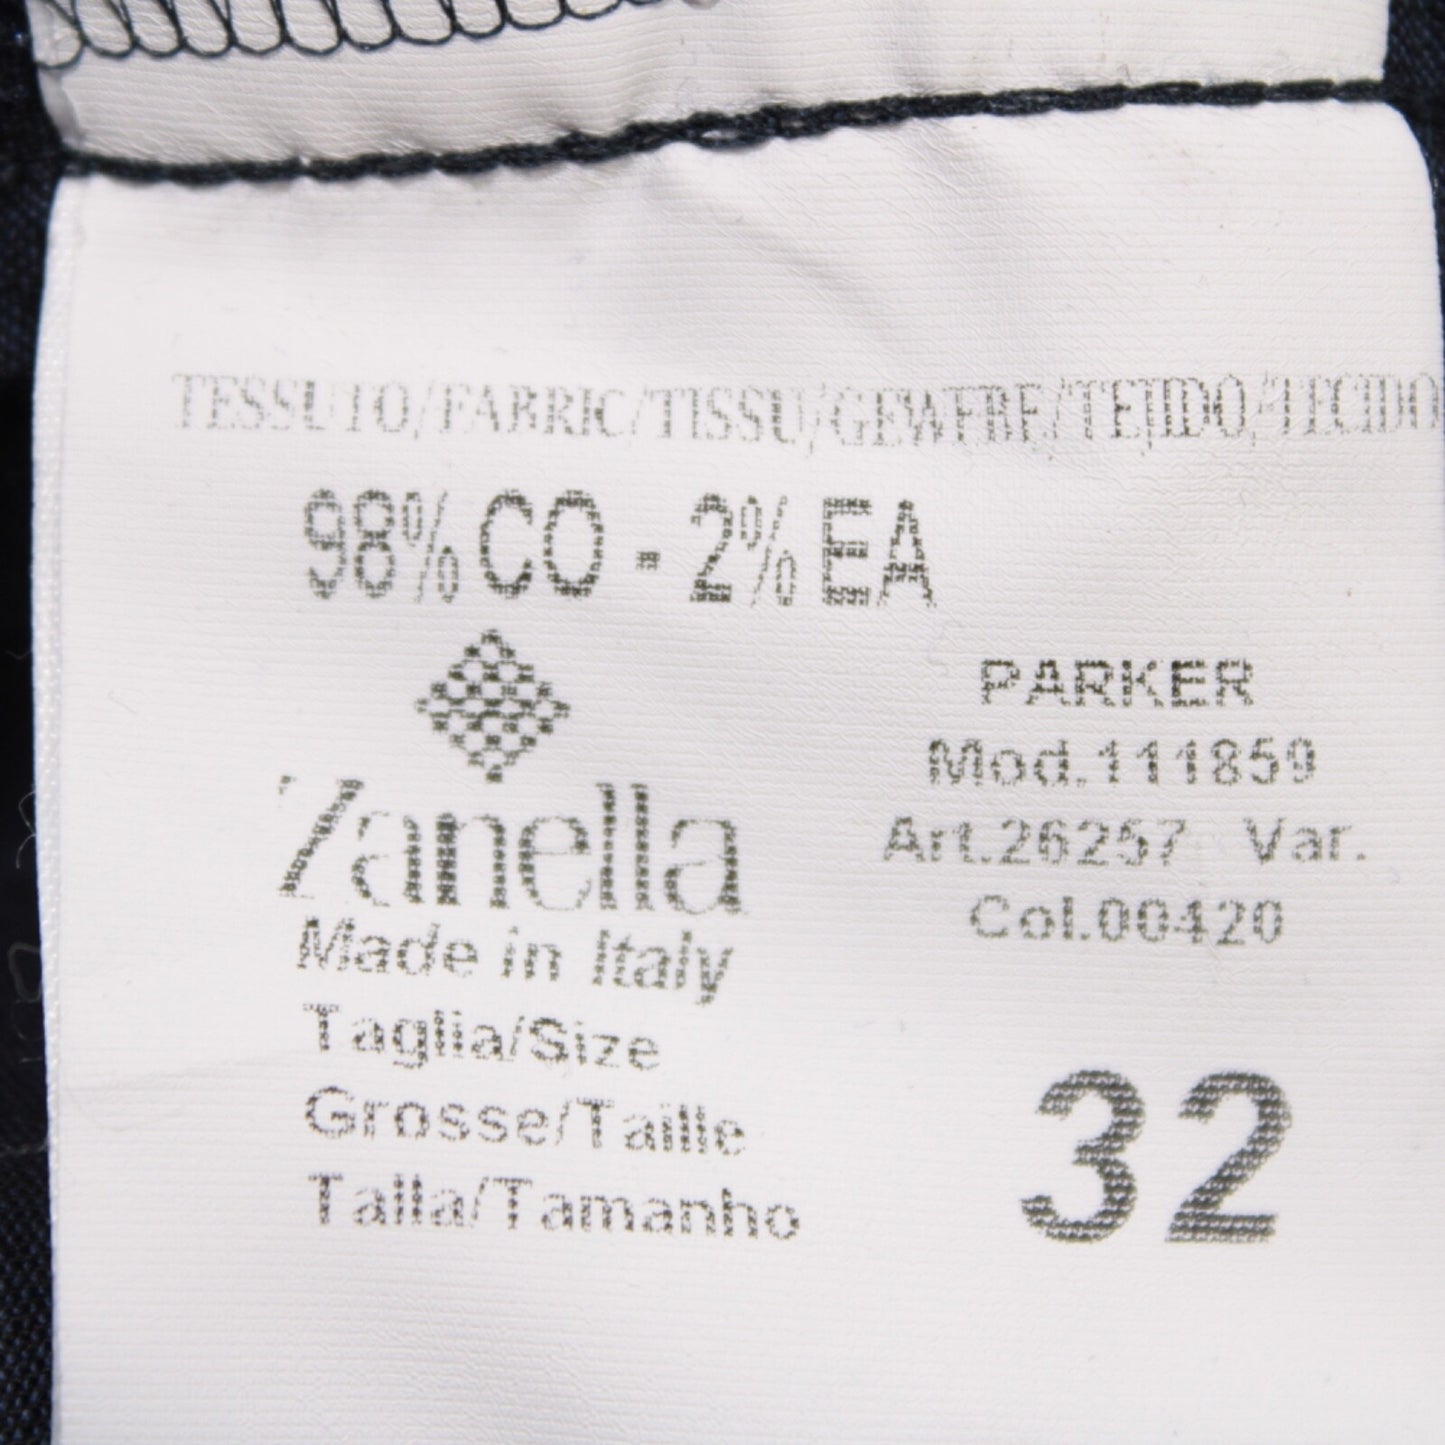 TESSUTO/FABRIC/TISSU/GEWEBE/TEJIDO/TECIDO
98% CO - 2% EA
PARKER
Mod.111859
Art.26257 Var.
Col.00420
Zanella
Made in Italy
Taglia/Size
Grosse/Taille
Talla/Tamanho
32